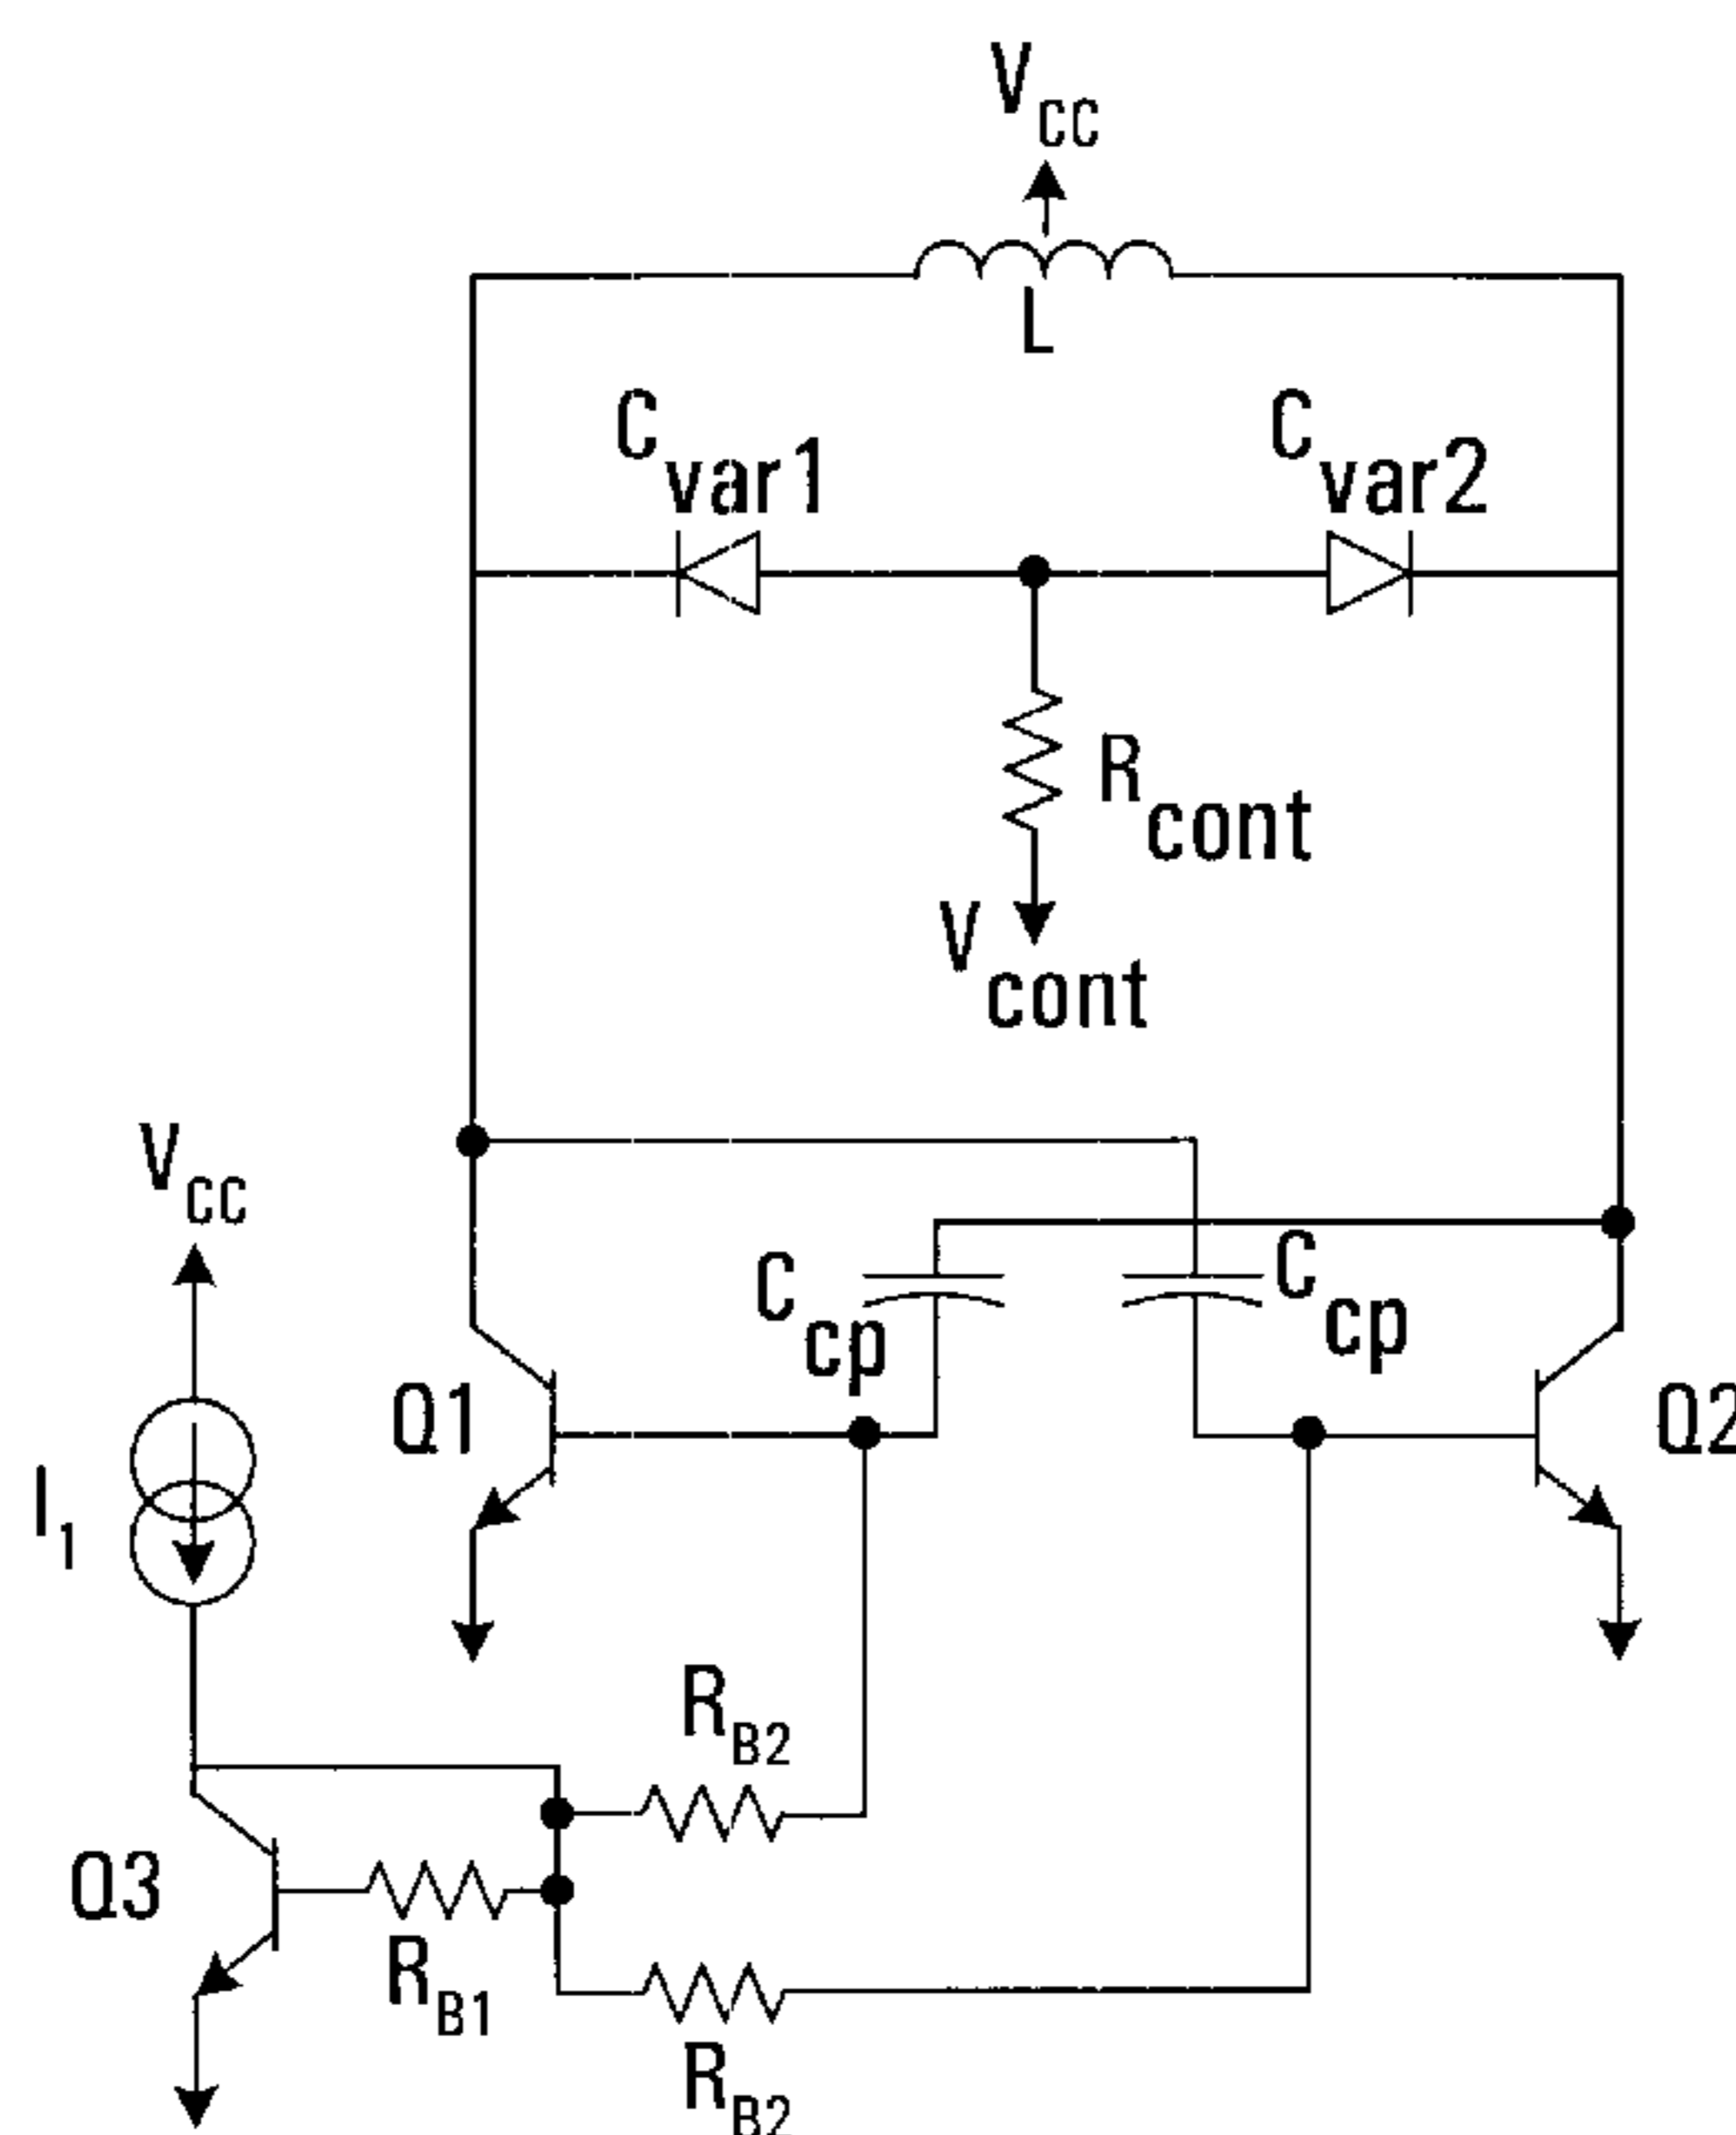 VCC
L
Cvar1
Cvar2
Rcont
Vcont
VCC
Ccp
Ccp
Q1
Q2
I1
RB2
Q3
RB1
RB2